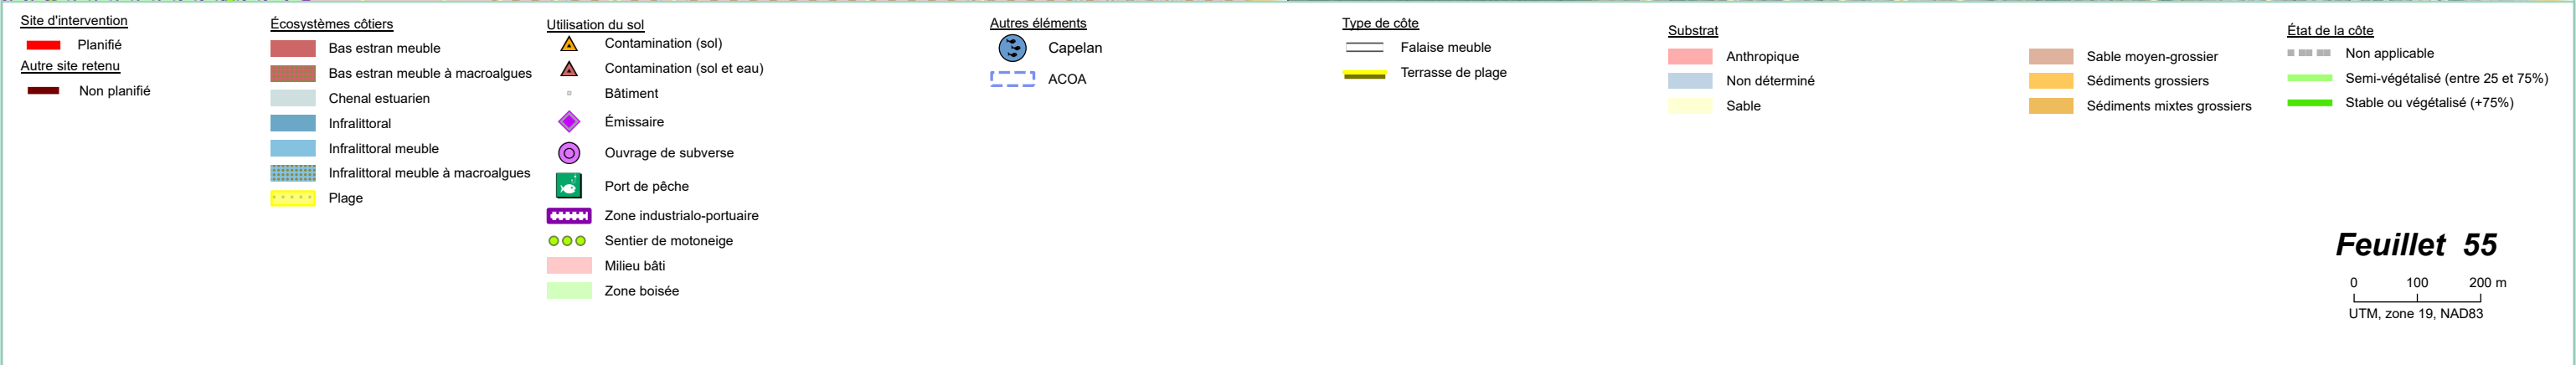 Site d'intervention
Planifié
Autre site retenu
Non planifié
Écosystèmes côtiers
Bas estran meuble
Bas estran meuble à macroalgues
Chenal estuarien
Infralittoral
Infralittoral meuble
Infralittoral meuble à macroalgues
Plage
Utilisation du sol
Contamination (sol)
Contamination (sol et eau)
Bâtiment
Émissaire
Ouvrage de subverse
Port de pêche
Zone industrialo-portuaire
Sentier de motoneige
Milieu bâti
Zone boisée
Autres éléments
Capelan
ACOA
Type de côte
Falaise meuble
Terrasse de plage
Substrat
Anthropique
Non déterminé
Sable
Sable moyen-grossier
Sédiments grossiers
Sédiments mixtes grossiers
État de la côte
Non applicable
Semi-végétalisé (entre 25 et 75%)
Stable ou végétalisé (+75%)
Feuillet 55
0 100 200 m
UTM, zone 19, NAD83